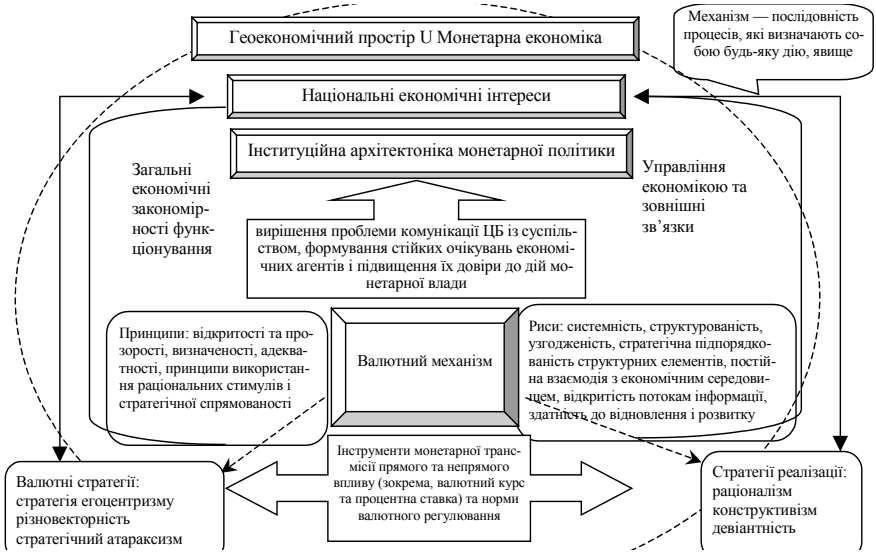 Геоекономічний простір U Монетарна економіка
Механізм — послідовність
процесів, які визначають со-
бою будь-яку дію, явище
Національні економічні інтереси
Інституційна архітектоніка монетарної політики
Загальні
економічні
закономір-
ності функ-
ціонування
Управління
економікою та
зовнішні
зв’язки
вирішення проблеми комунікації ЦБ із суспіль-
ством, формування стійких очікувань економі-
чних агентів і підвищення їх довіри до дій мо-
нетарної влади
Принципи: відкритості та про-
зорості, визначеності, адекват-
тності, принципи використан-
ня раціональних стимулів і
стратегічної спрямованості
Валютний механізм
Риси: системність, структурованість,
узгодженість, стратегічна підпорядко-
ваність структурних елементів, постій-
на взаємодія з економічним середови-
щем, відкритість потокам інформації,
здатність до відновлення і розвитку
Інструменти монетарної транс-
місії прямого та непрямого
впливу (зокрема, валютний курс
та процентна ставка) та норми
валютного регулювання
Валютні стратегії:
стратегія егоцентризму
різновекторність
стратегічний атараксизм
Стратегії реалізації:
раціоналізм
конструктивізм
девіантність